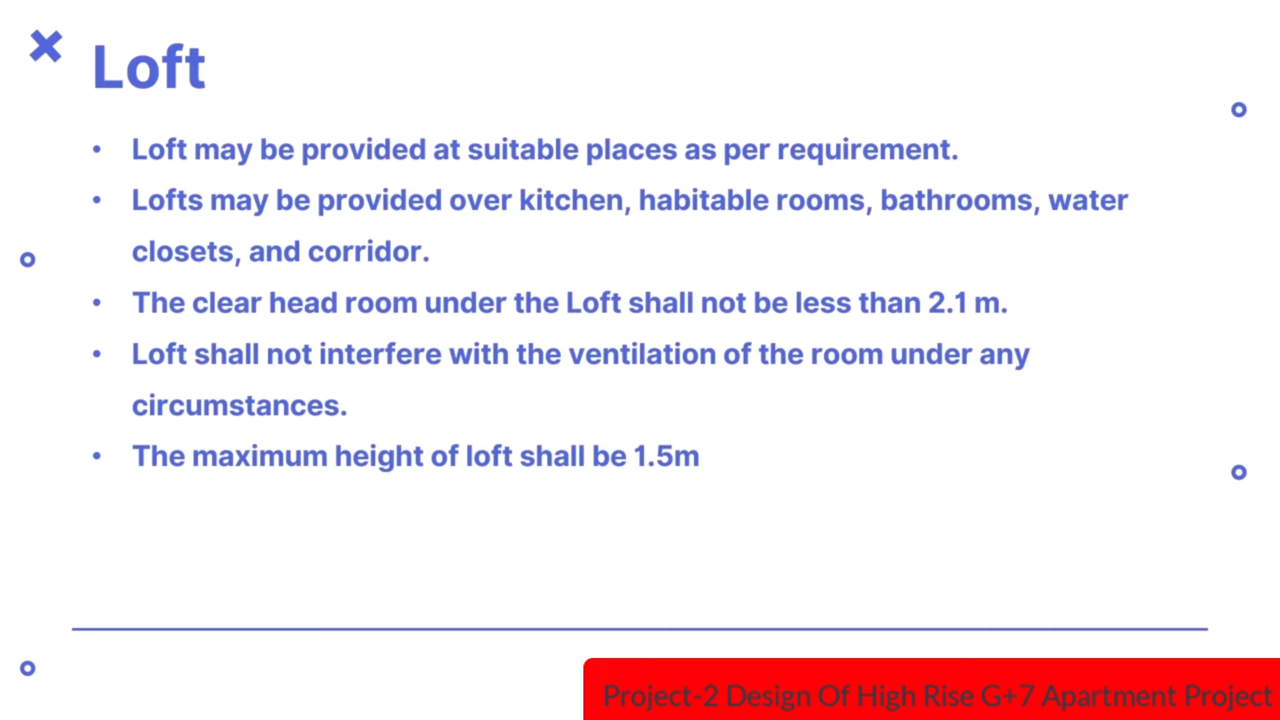 Loft
• Loft may be provided at suitable places as per requirement.
• Lofts may be provided over kitchen, habitable rooms, bathrooms, water
closets, and corridor.
• The clear head room under the Loft shall not be less than 2.1 m.
• Loft shall not interfere with the ventilation of the room under any
circumstances.
• The maximum height of loft shall be 1.5m
Project-2 Design Of High Rise G+7 Apartment Project